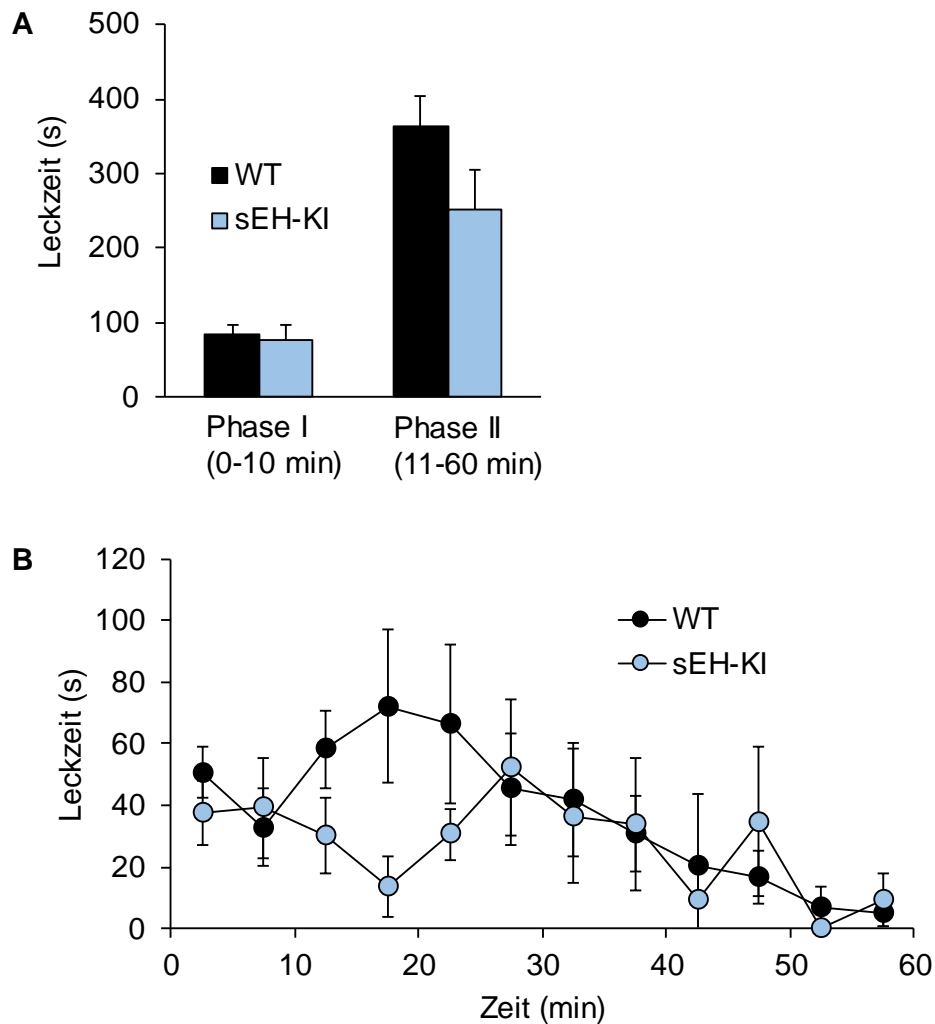 A
500
400
300
200
100
0
Leckzeit (s)
WT
sEH-KI
Phase I
(0-10 min)
Phase II
(11-60 min)
B
120
100
80
60
40
20
0
Leckzeit (s)
WT
sEH-KI
0 10 20 30 40 50 60
Zeit (min)